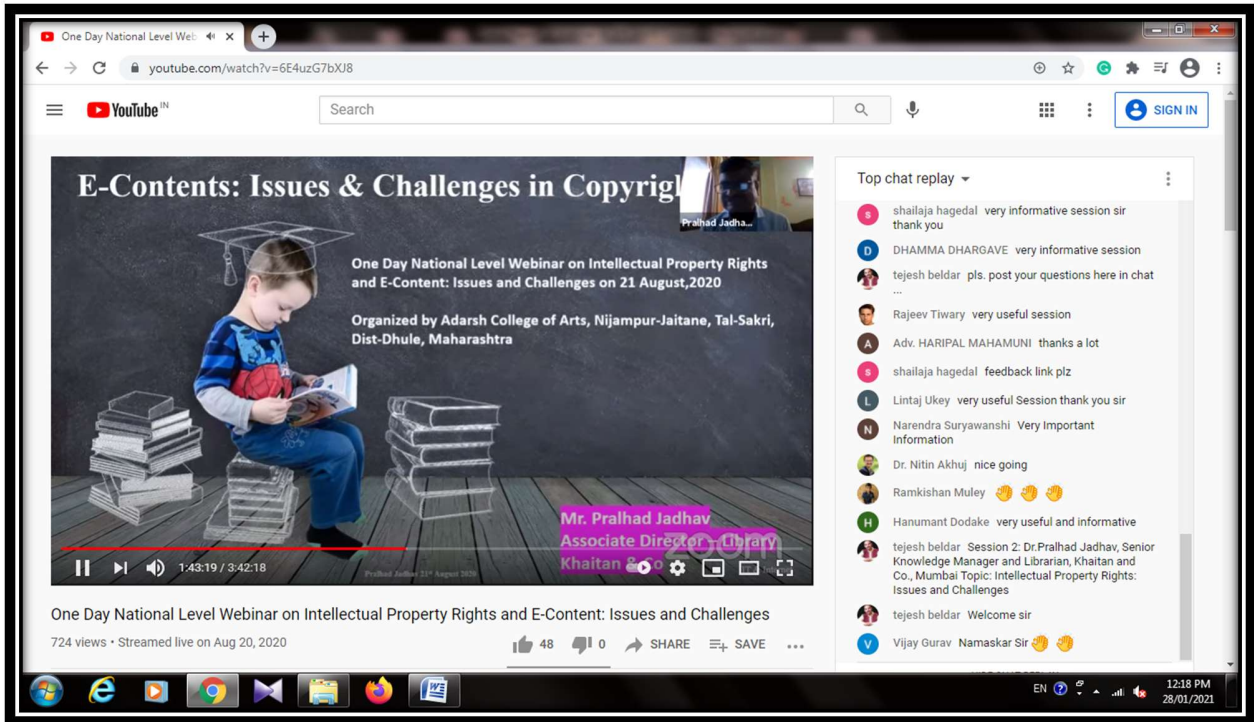 One Day National Level Web
youtube.com/watch?v=6E4uzG7bXJ8
YouTube IN
Search
SIGN IN
E-Contents: Issues & Challenges in Copyrigh
Pralhad Jadha...
One Day National Level Webinar on Intellectual Property Rights
and E-Content: Issues and Challenges on 21 August,2020
Organized by Adarsh College of Arts, Nijampur-Jaitane, Tal-Sakri,
Dist-Dhule, Maharashtra
Mr. Pralhad Jadhav
Associate Director – Library
Khaitan & Co
zoom
1:43:19 / 3:42:18
Pralhad Jadhav 21st August 2020
One Day National Level Webinar on Intellectual Property Rights and E-Content: Issues and Challenges
724 views • Streamed live on Aug 20, 2020
48
0
SHARE
SAVE
Top chat replay
shailaja hagedal very informative session sir
thank you
DHAMMA DHARGAVE very informative session
tejesh beldar pls. post your questions here in chat
...
Rajeev Tiwary very useful session
Adv. HARIPAL MAHAMUNI thanks a lot
shailaja hagedal feedback link plz
Lintaj Ukey very useful Session thank you sir
Narendra Suryawanshi Very Important
Information
Dr. Nitin Akhuj nice going
Ramkishan Muley 👋 👋 👋
Hanumant Dodake very useful and informative
tejesh beldar Session 2: Dr.Pralhad Jadhav, Senior
Knowledge Manager and Librarian, Khaitan and
Co., Mumbai Topic: Intellectual Property Rights:
Issues and Challenges
tejesh beldar Welcome sir
Vijay Gurav Namaskar Sir 👋 👋
EN
12:18 PM
28/01/2021